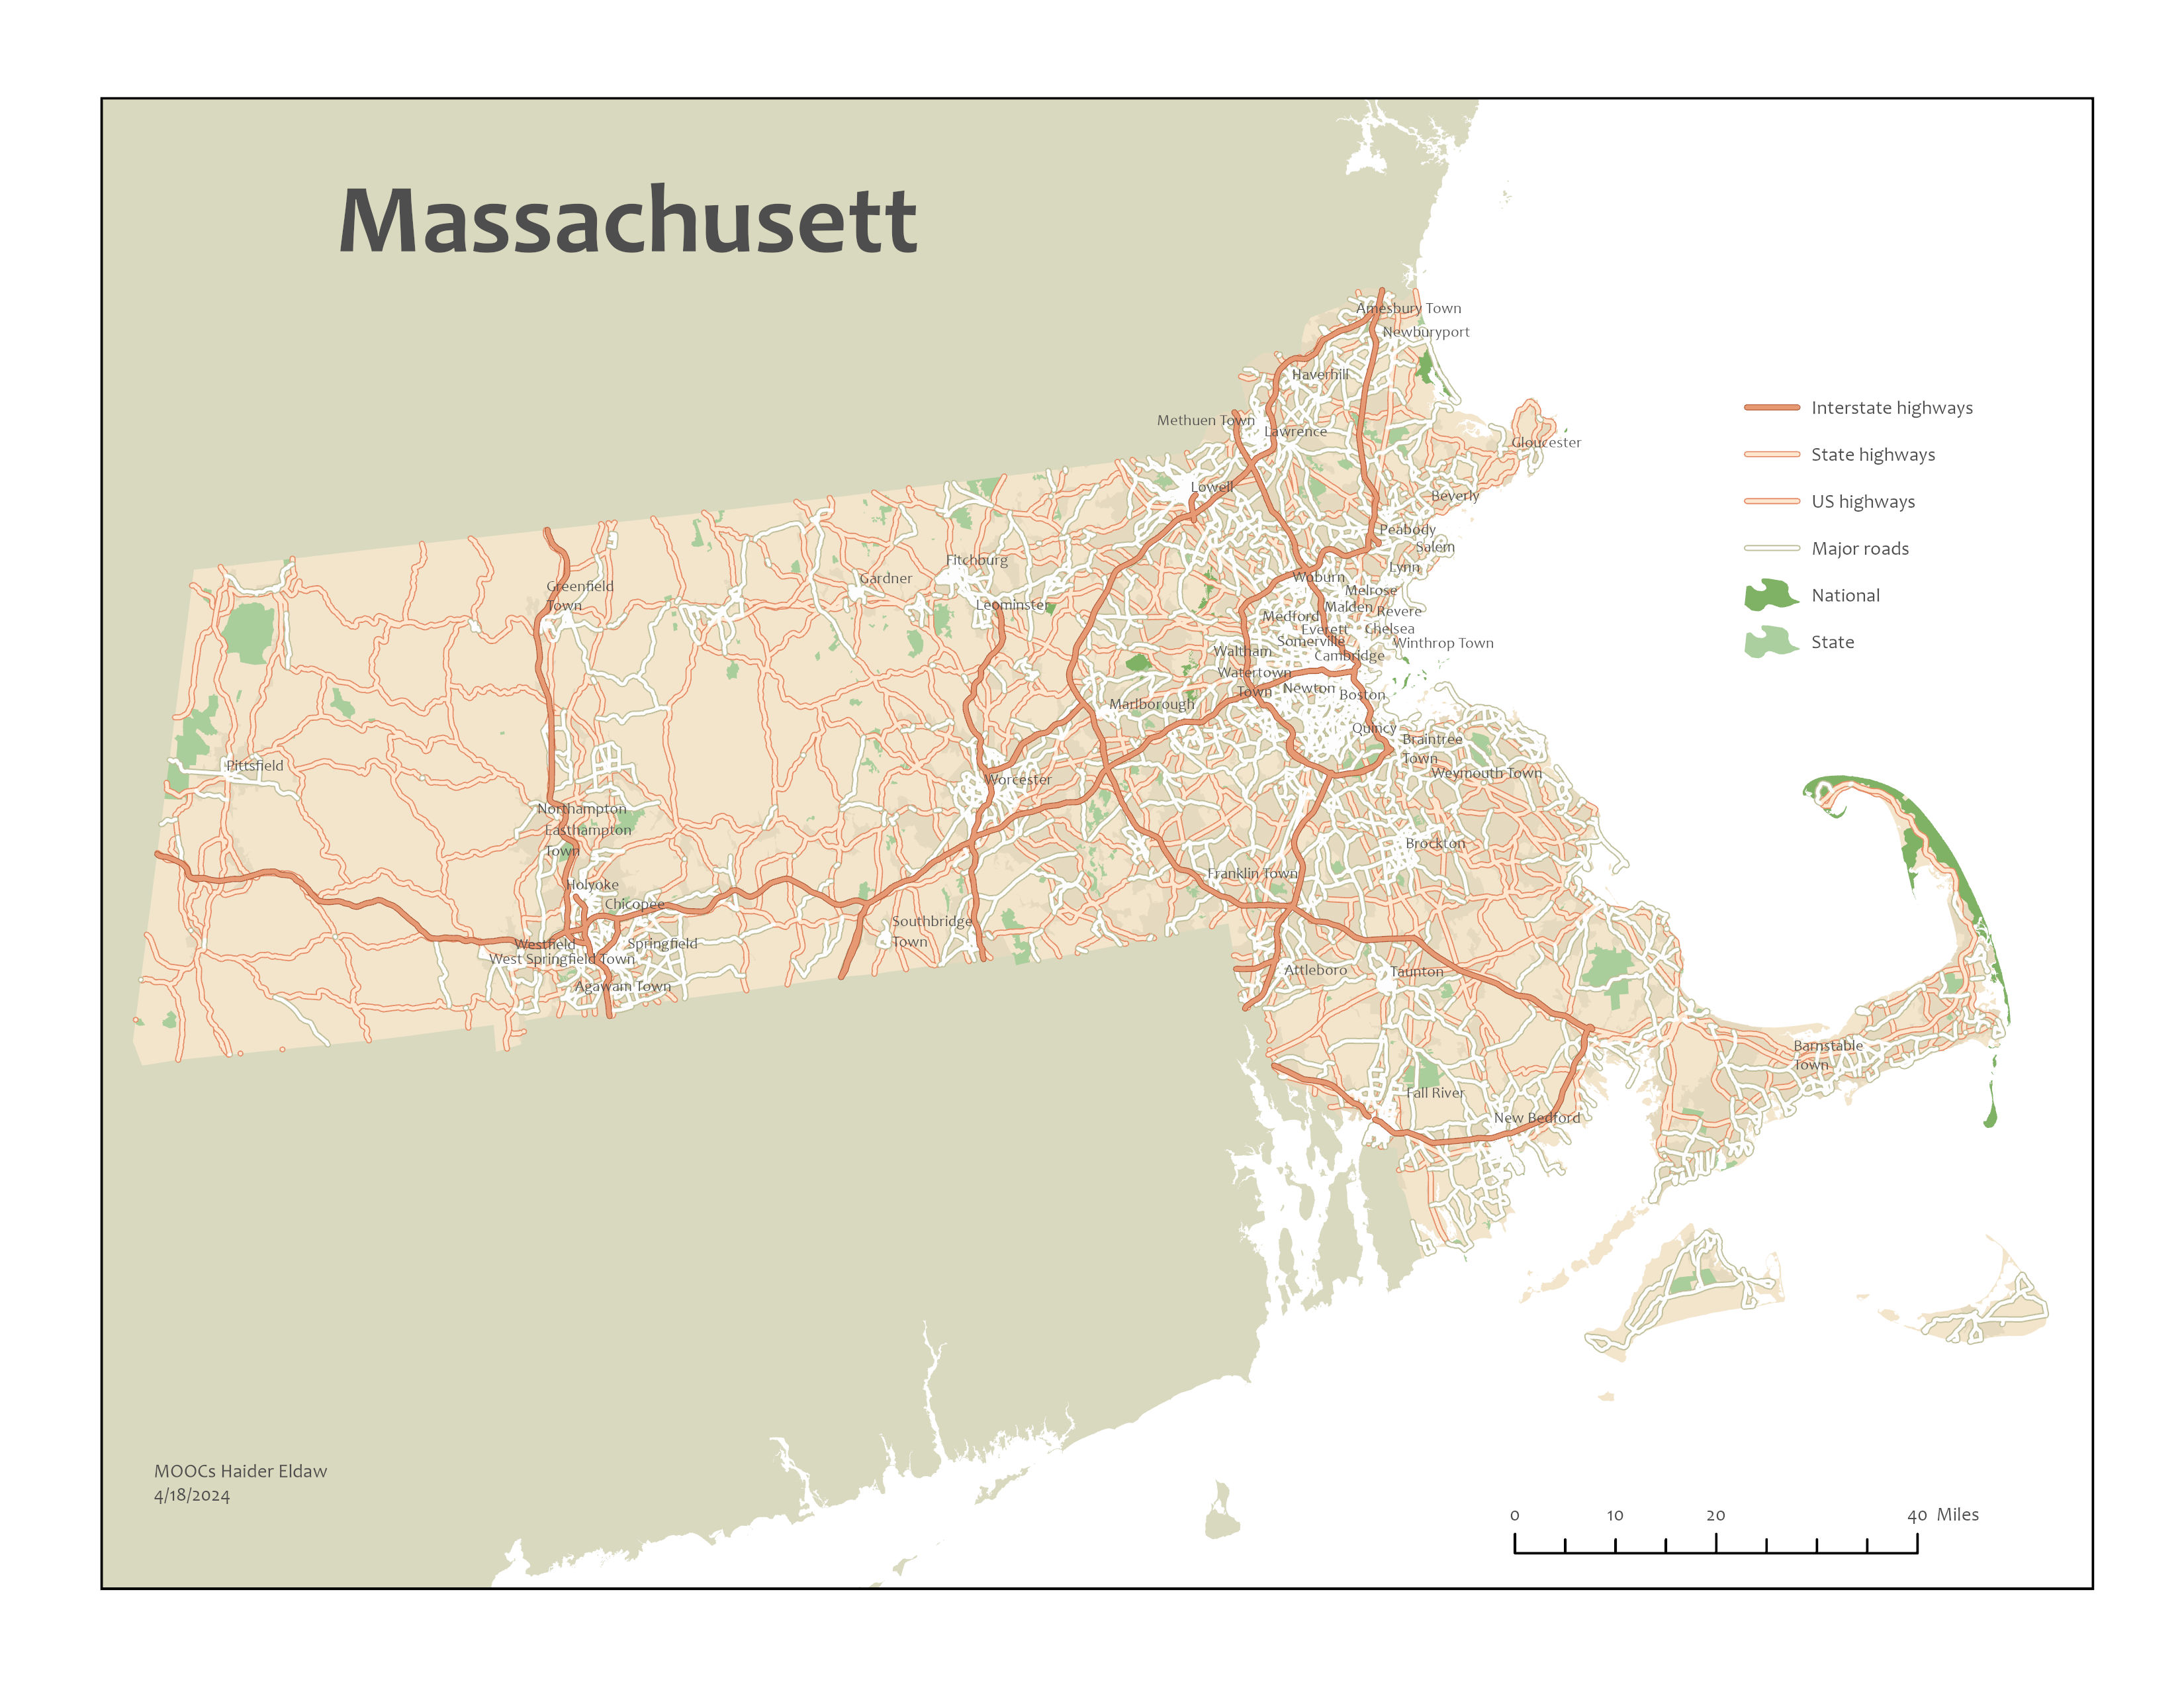 Massachusett
Amesbury Town
Newburyport
Haverhill
Methuen Town
Lawrence
Gloucester
Lowell
Beverly
Peabody
Salem
Lynn
Fitchburg
Gardner
Leominster
Greenfield
Town
Woburn
Melrose
Malden
Revere
Medford
Everett
Chelsea
Somerville
Winthrop Town
Waltham
Cambridge
Watertown
Town
Newton
Boston
Marlborough
Quincy
Braintree
Town
Weymouth Town
Pittsfield
Worcester
Northampton
Easthampton
Town
Brockton
Holyoke
Franklin Town
Chicopee
Southbridge
Town
Westfield
Springfield
West Springfield Town
Agawam Town
Attleboro
Taunton
Barnstable
Town
Fall River
New Bedford
Interstate highways
State highways
US highways
Major roads
National
State
MOOCs Haider Eldaw
4/18/2024
0 10 20 40 Miles